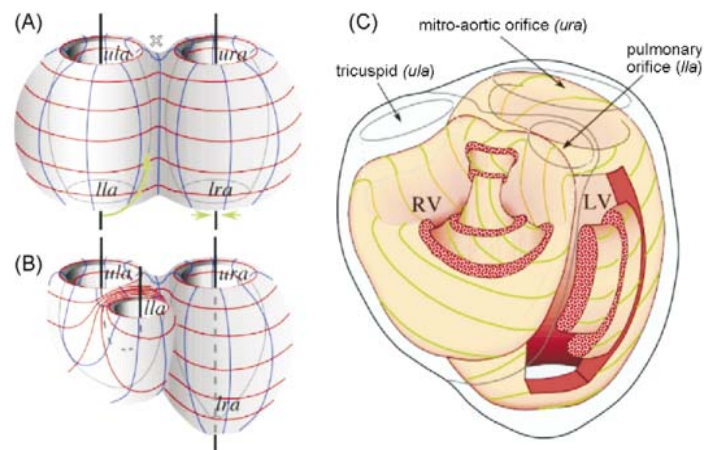 (A)
ula
ura
lla
lra
(B)
ula
ura
lla
lra
(C)
mitro-aortic orifice (ura)
pulmonary
orifice (lla)
tricuspid (ula)
RV
LV